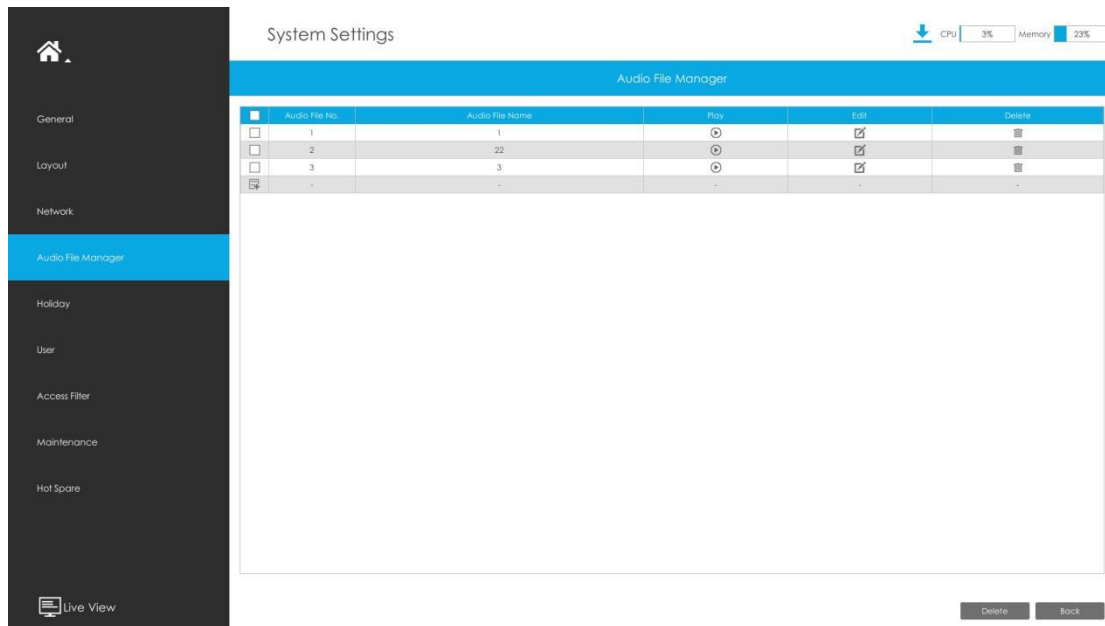 System Settings
CPU 3% Memory 23%
Audio File Manager
General
Layout
Network
Audio File Manager
Holiday
User
Access Filter
Maintenance
Hot Spare
Live View
Audio File No. Audio File Name Play Edit Delete
1 1
2 22
3 3
- - - - -
Delete Back